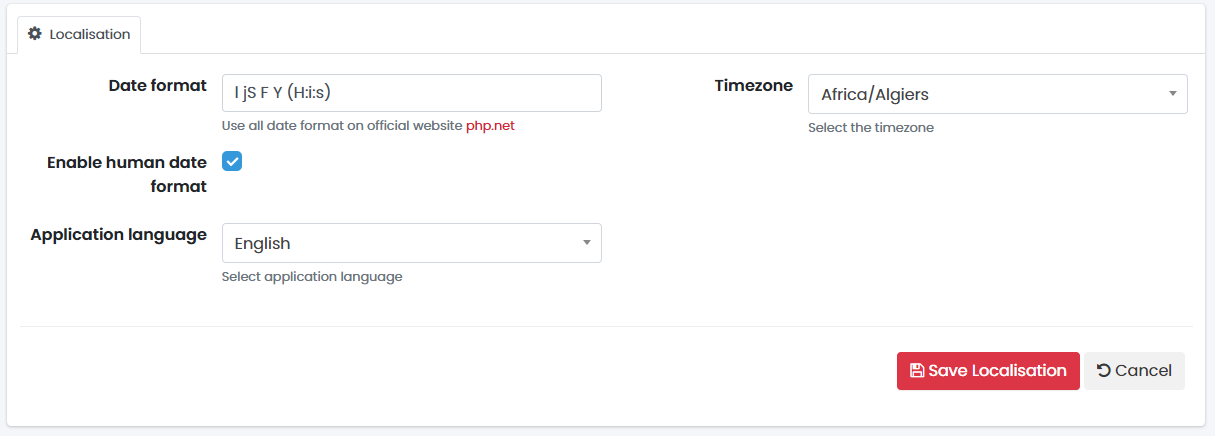 Localisation
Date format
l jS F Y (H:i:s)
Use all date format on official website php.net
Timezone
Africa/Algiers
Select the timezone
Enable human date
format
Application language
English
Select application language
Save Localisation
Cancel